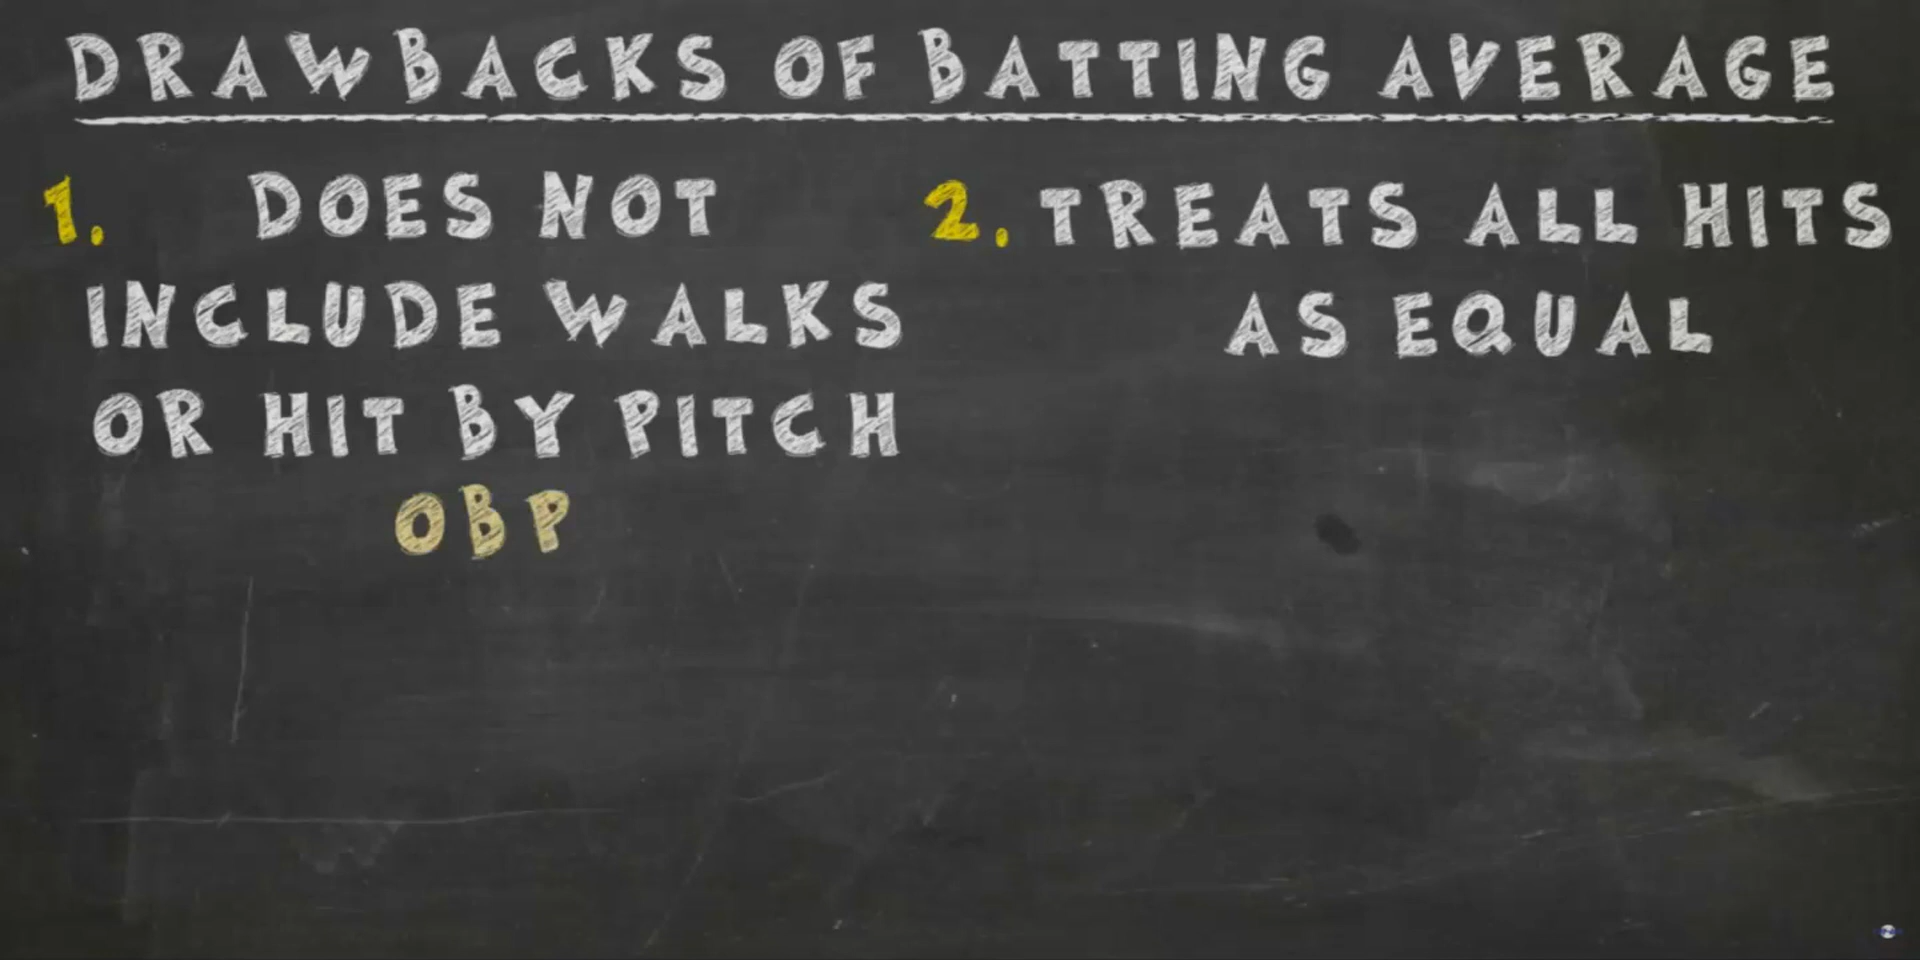 DRAWBACKS OF BATTING AVERAGE
1. DOES NOT
INCLUDE WALKS
OR HIT BY PITCH
OBP
2. TREATS ALL HITS
AS EQUAL